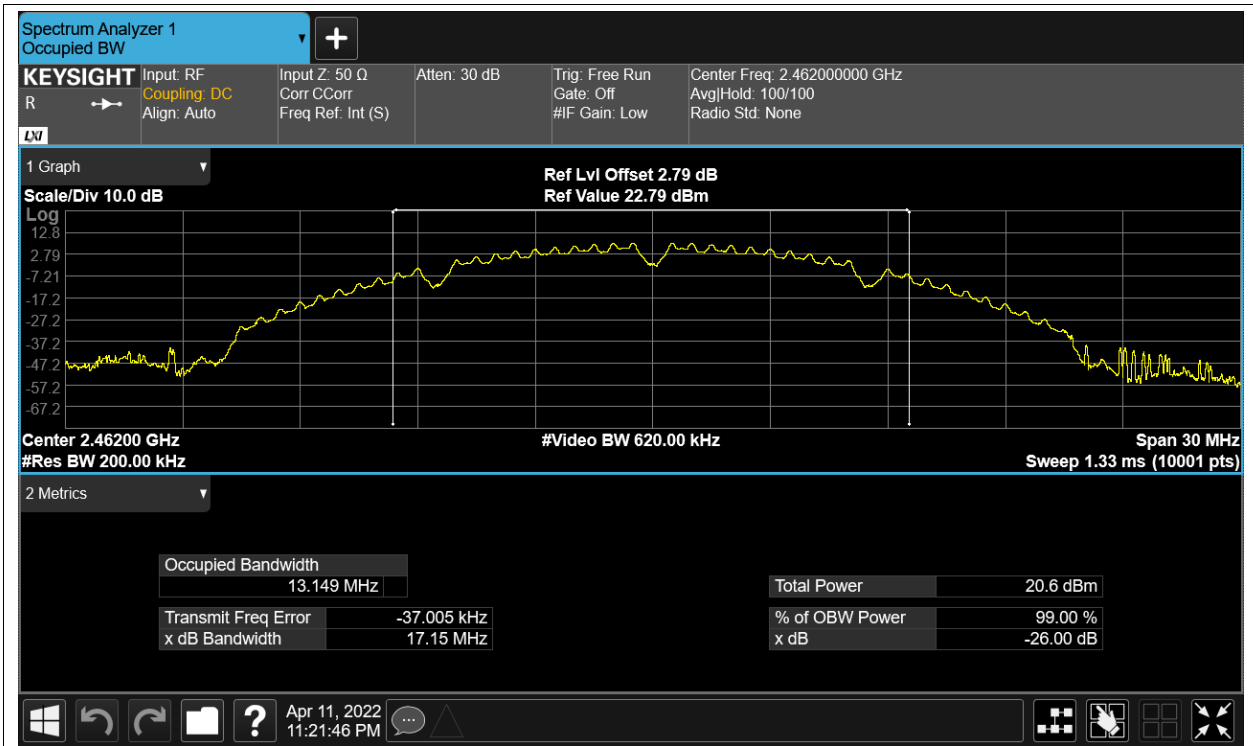 Spectrum Analyzer 1
Occupied BW
KEYSIGHT
R
LXI
Input: RF
Coupling: DC
Align: Auto
Input Z: 50 Ω
Corr CCorr
Freq Ref: Int (S)
Atten: 30 dB
Trig: Free Run
Gate: Off
#IF Gain: Low
Center Freq: 2.462000000 GHz
Avg|Hold: 100/100
Radio Std: None
1 Graph
Scale/Div 10.0 dB
Ref Lvl Offset 2.79 dB
Ref Value 22.79 dBm
Log
12.8
2.79
-7.21
-17.2
-27.2
-37.2
-47.2
-57.2
-67.2
Center 2.46200 GHz
#Video BW 620.00 kHz
Span 30 MHz
#Res BW 200.00 kHz
Sweep 1.33 ms (10001 pts)
2 Metrics
Occupied Bandwidth
13.149 MHz
Total Power 20.6 dBm
Transmit Freq Error -37.005 kHz
% of OBW Power 99.00 %
x dB Bandwidth 17.15 MHz
x dB -26.00 dB
Apr 11, 2022
11:21:46 PM